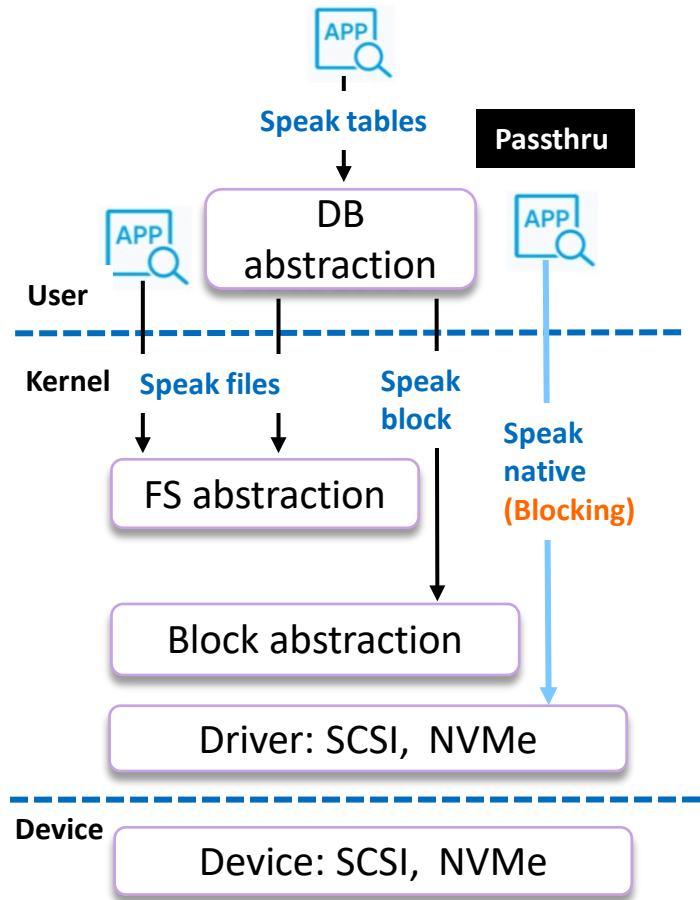 APP
Speak tables
Passthru
DB
abstraction
APP
APP
User
Kernel
Speak files
Speak
block
Speak
native
(Blocking)
FS abstraction
Block abstraction
Driver: SCSI, NVMe
Device
Device: SCSI, NVMe